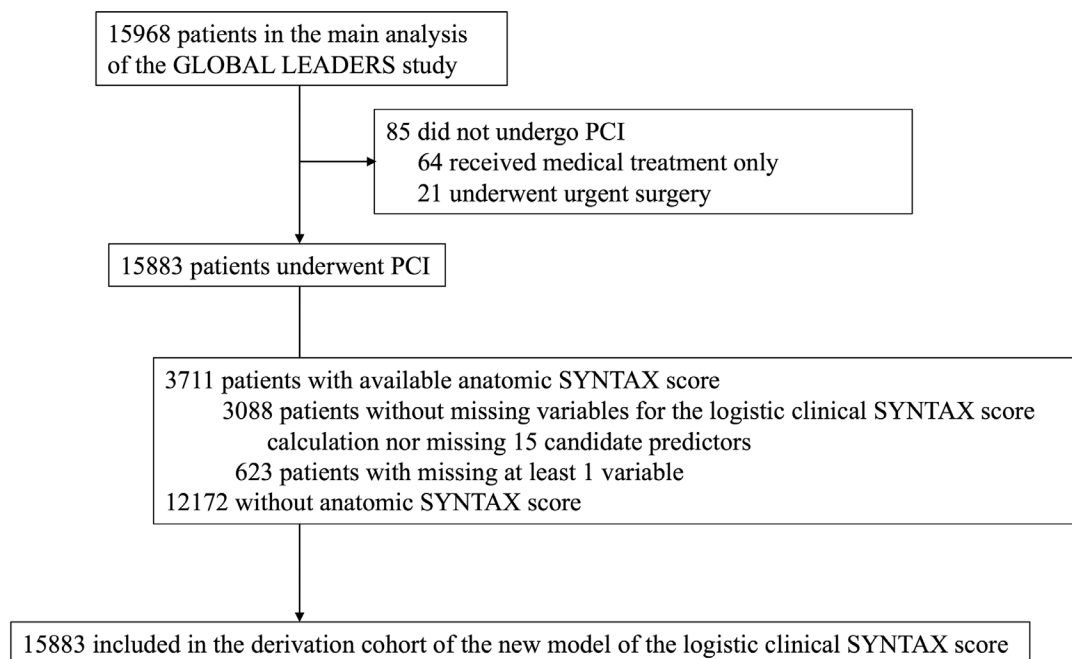 15968 patients in the main analysis
of the GLOBAL LEADERS study
85 did not undergo PCI
64 received medical treatment only
21 underwent urgent surgery
15883 patients underwent PCI
3711 patients with available anatomic SYNTAX score
3088 patients without missing variables for the logistic clinical SYNTAX score
calculation nor missing 15 candidate predictors
623 patients with missing at least 1 variable
12172 without anatomic SYNTAX score
15883 included in the derivation cohort of the new model of the logistic clinical SYNTAX score